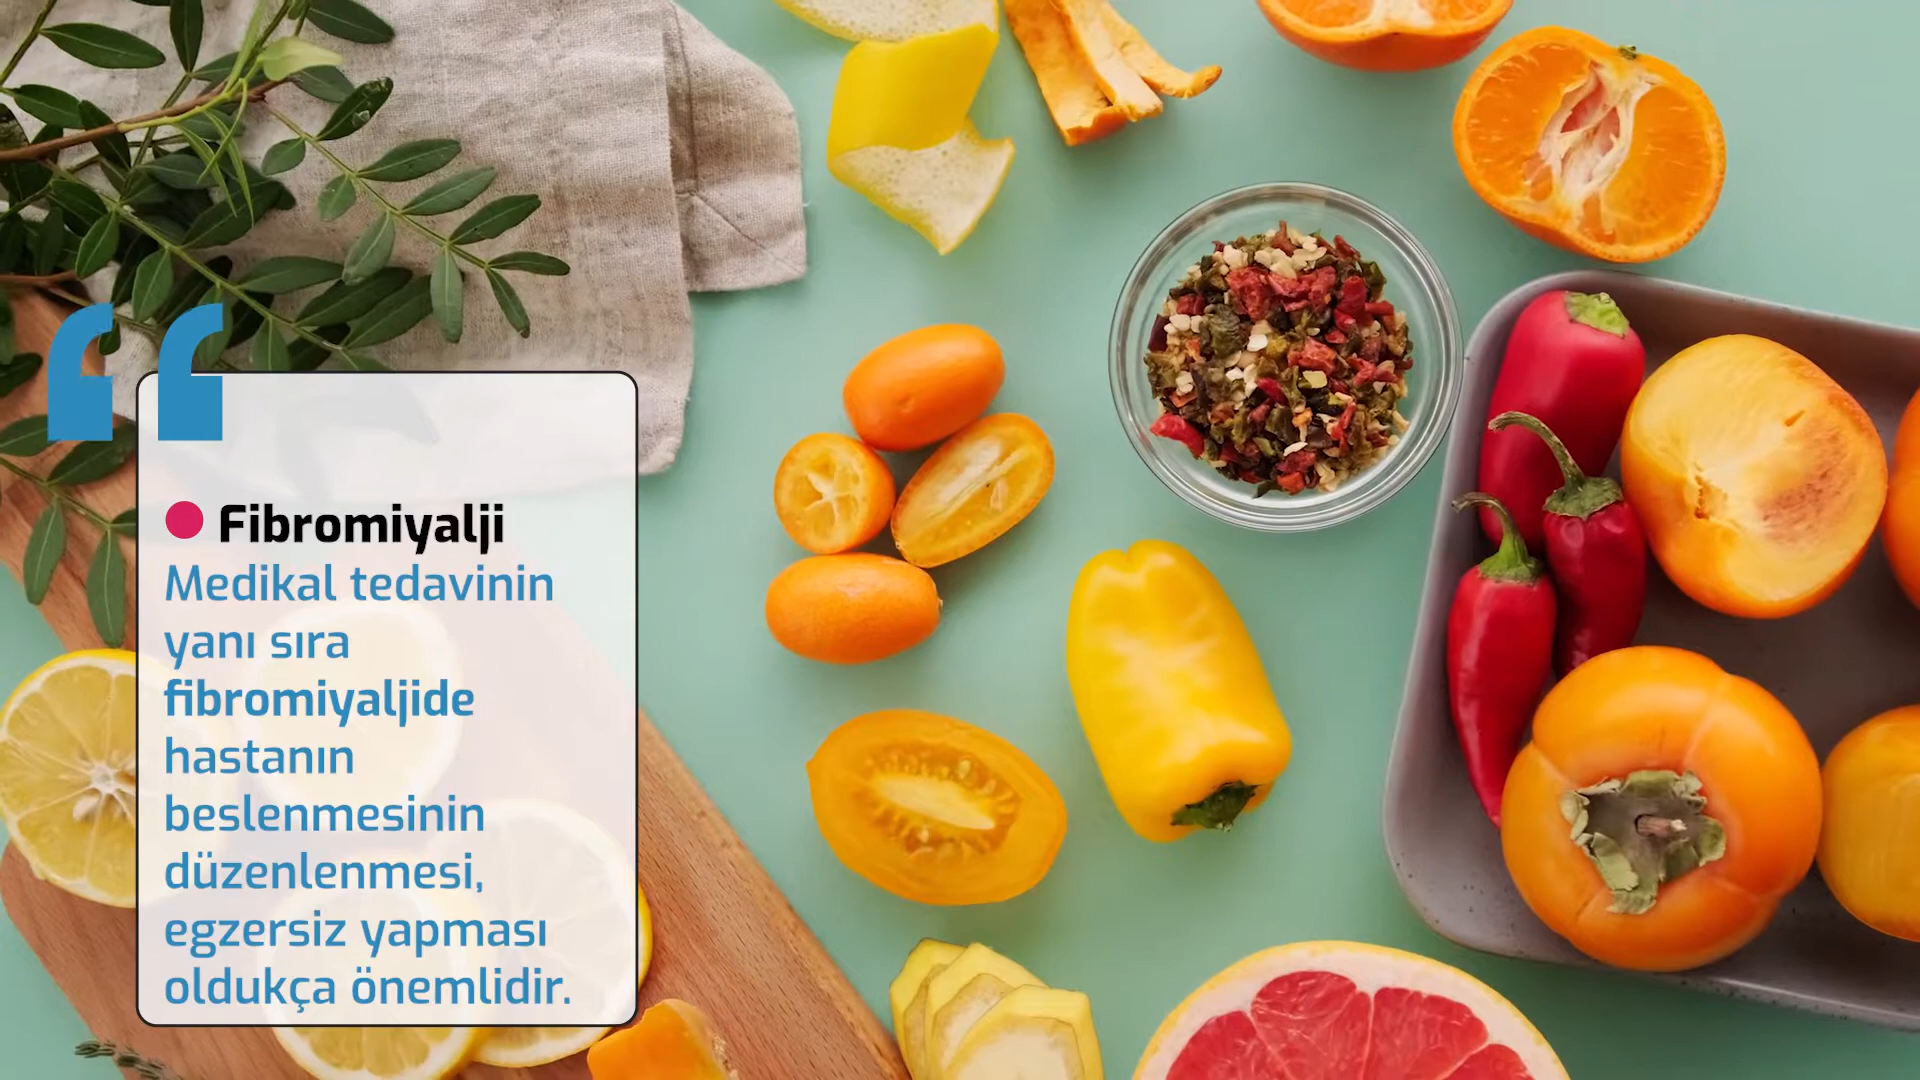 Fibromiyalji
Medikal tedavinin
yanı sıra
fibromiyaljide
hastanın
beslenmesinin
düzenlenmesi,
egzersiz yapması
oldukça önemlidir.